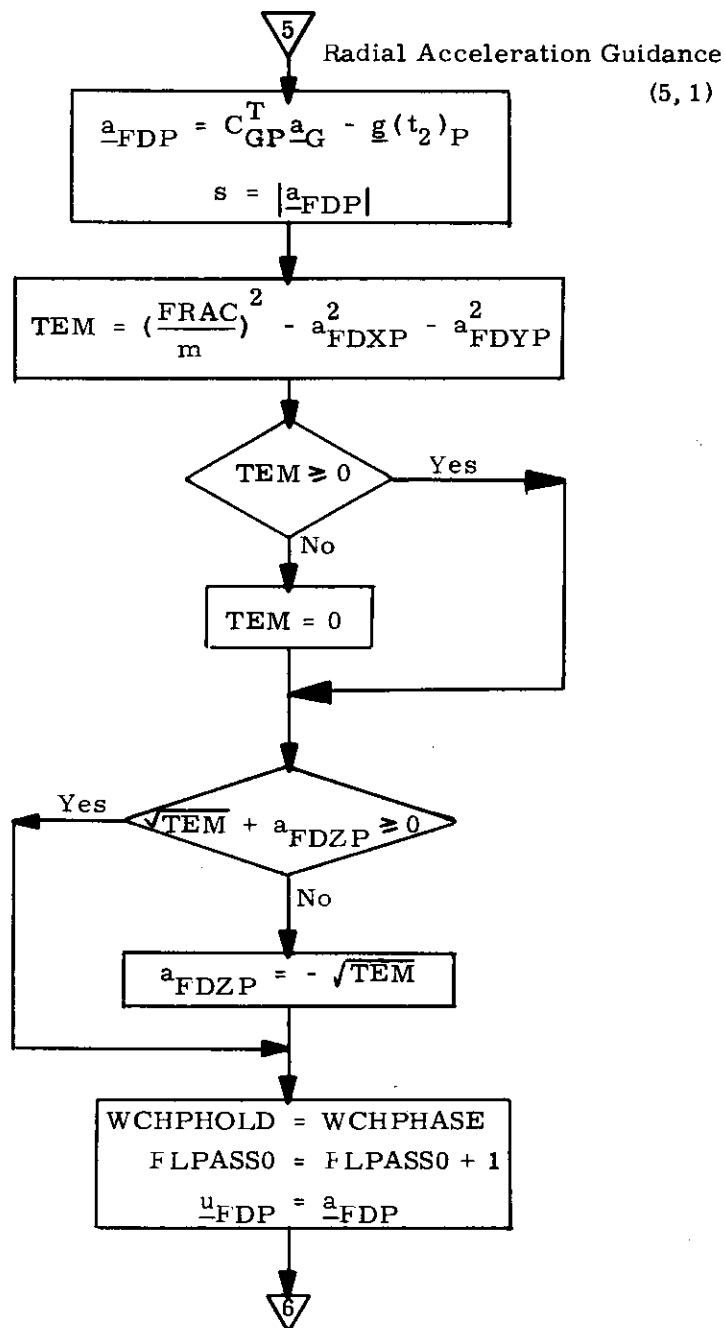 5
Radial Acceleration Guidance
(5, 1)
a_FDP = C^T_GP a_G - g(t_2)_P
s = |a_FDP|
TEM = (FRAC/m)^2 - a^2_FDXP - a^2_FDYP
TEM ≥ 0
Yes
No
TEM = 0
Yes
√TEM + a_FDZP ≥ 0
No
a_FDZP = - √TEM
WCHPHOLD = WCHPHASE
FLPASS0 = FLPASS0 + 1
u_FDP = a_FDP
6